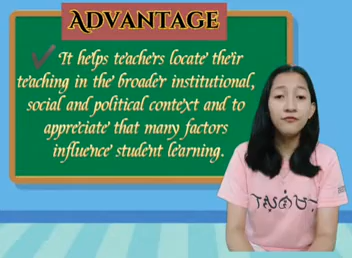 ADVANTAGE
✔ It helps teachers locate their
teaching in the broader institutional,
social and political context and to
appreciate that many factors
influence student learning.